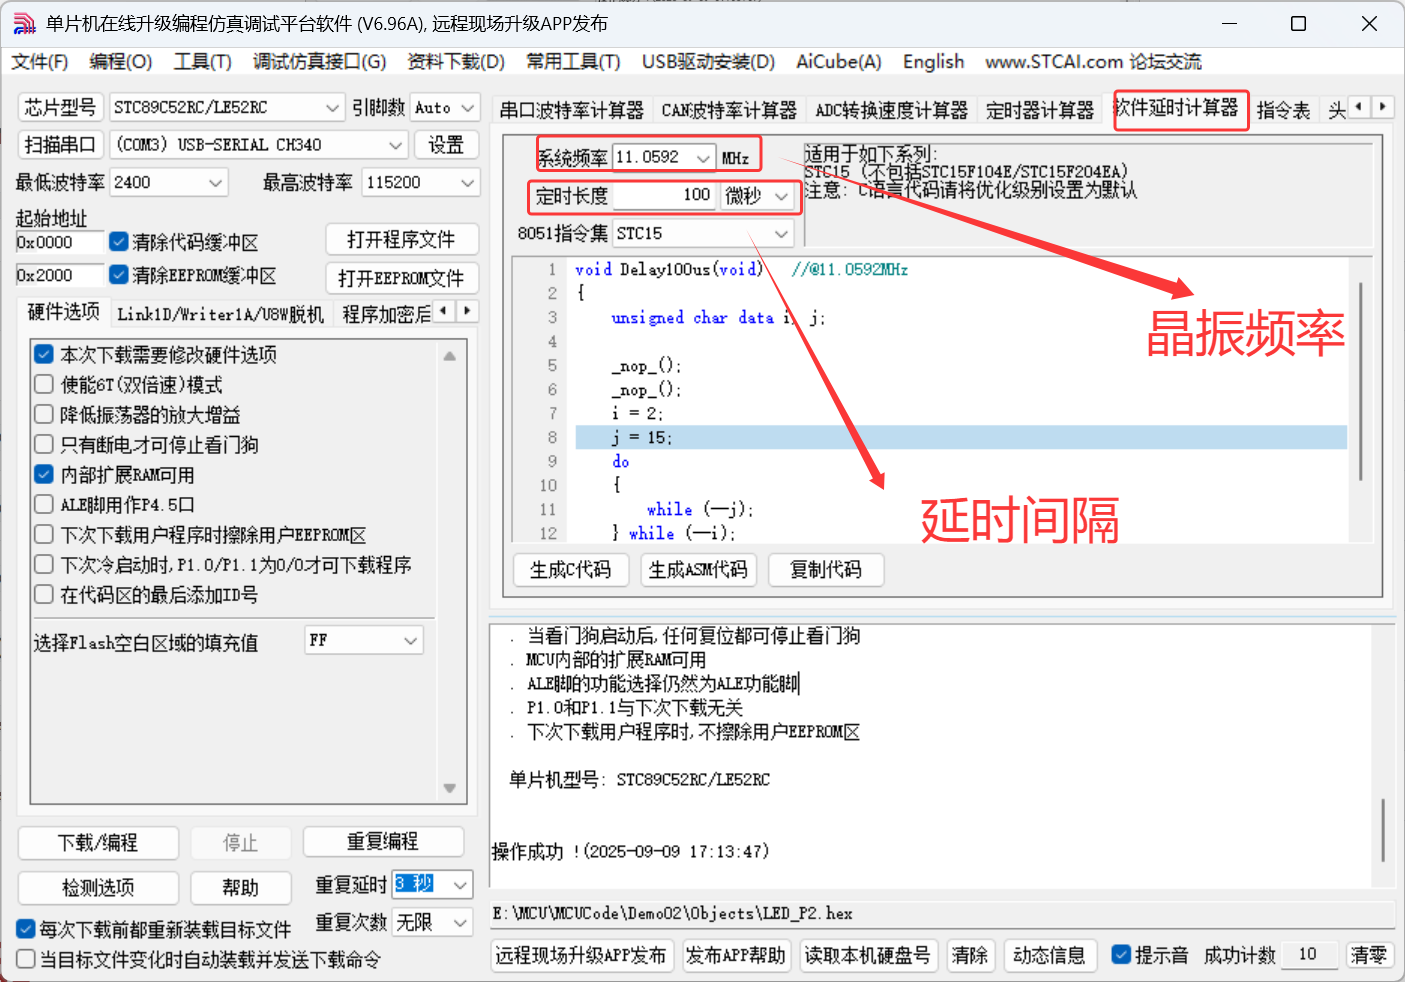 单片机在线升级编程仿真调试平台软件 (V6.96A), 远程现场升级APP发布
文件(F) 编程(O) 工具(T) 调试仿真接口(G) 资料下载(D) 常用工具(T) USB驱动安装(D) AiCube(A) English www.STCAI.com 论坛交流
芯片型号 STC89C52RC/LE52RC 引脚数 Auto
扫描串口 (COM3) USB-SERIAL CH340 设置
最低波特率 2400 最高波特率 115200
起始地址
0x0000 清除代码缓冲区 打开程序文件
0x2000 清除EEPROM缓冲区 打开EEPROM文件
硬件选项 Link1D/Writer1A/U8W脱机 程序加密后
本次下载需要修改硬件选项
使能6T(双倍速)模式
降低振荡器的放大增益
只有断电才可停止看门狗
内部扩展RAM可用
ALE脚用作P4.5口
下次下载用户程序时擦除用户EEPROM区
下次冷启动时,P1.0/P1.1为0/0才可下载程序
在代码区的最后添加ID号
选择Flash空白区域的填充值 FF
下载/编程 停止 重复编程
检测选项 帮助 重复延时 3 秒
重复次数 无限
每次下载前都重新装载目标文件
当目标文件变化时自动装载并发送下载命令
串口波特率计算器 CAN波特率计算器 ADC转换速度计算器 定时器计算器 软件延时计算器 指令表 头
系统频率 11.0592 MHz
定时长度 100 微秒
8051指令集 STC15
适用于如下系列:
STC15 (不包括STC15F104E/STC15F204EA)
注意: C语言代码请将优化级别设置为默认
1 void Delay100us(void) //@11.0592MHz
2 {
3 unsigned char data i, j;
4
5 _nop_();
6 _nop_();
7 i = 2;
8 j = 15;
9 do
10 {
11 while (--j);
12 } while (--i);
晶振频率
延时间隔
生成C代码 生成ASM代码 复制代码
. 当看门狗启动后,任何复位都可停止看门狗
. MCU内部的扩展RAM可用
. ALE脚的功能选择仍然为ALE功能脚
. P1.0和P1.1与下次下载无关
. 下次下载用户程序时,不擦除用户EEPROM区
单片机型号: STC89C52RC/LE52RC
操作成功 !(2025-09-09 17:13:47)
E:\MCU\MCUCode\Demo02\Objects\LED_P2.hex
远程现场升级APP发布 发布APP帮助 读取本机硬盘号 清除 动态信息 提示音 成功计数 10 清零